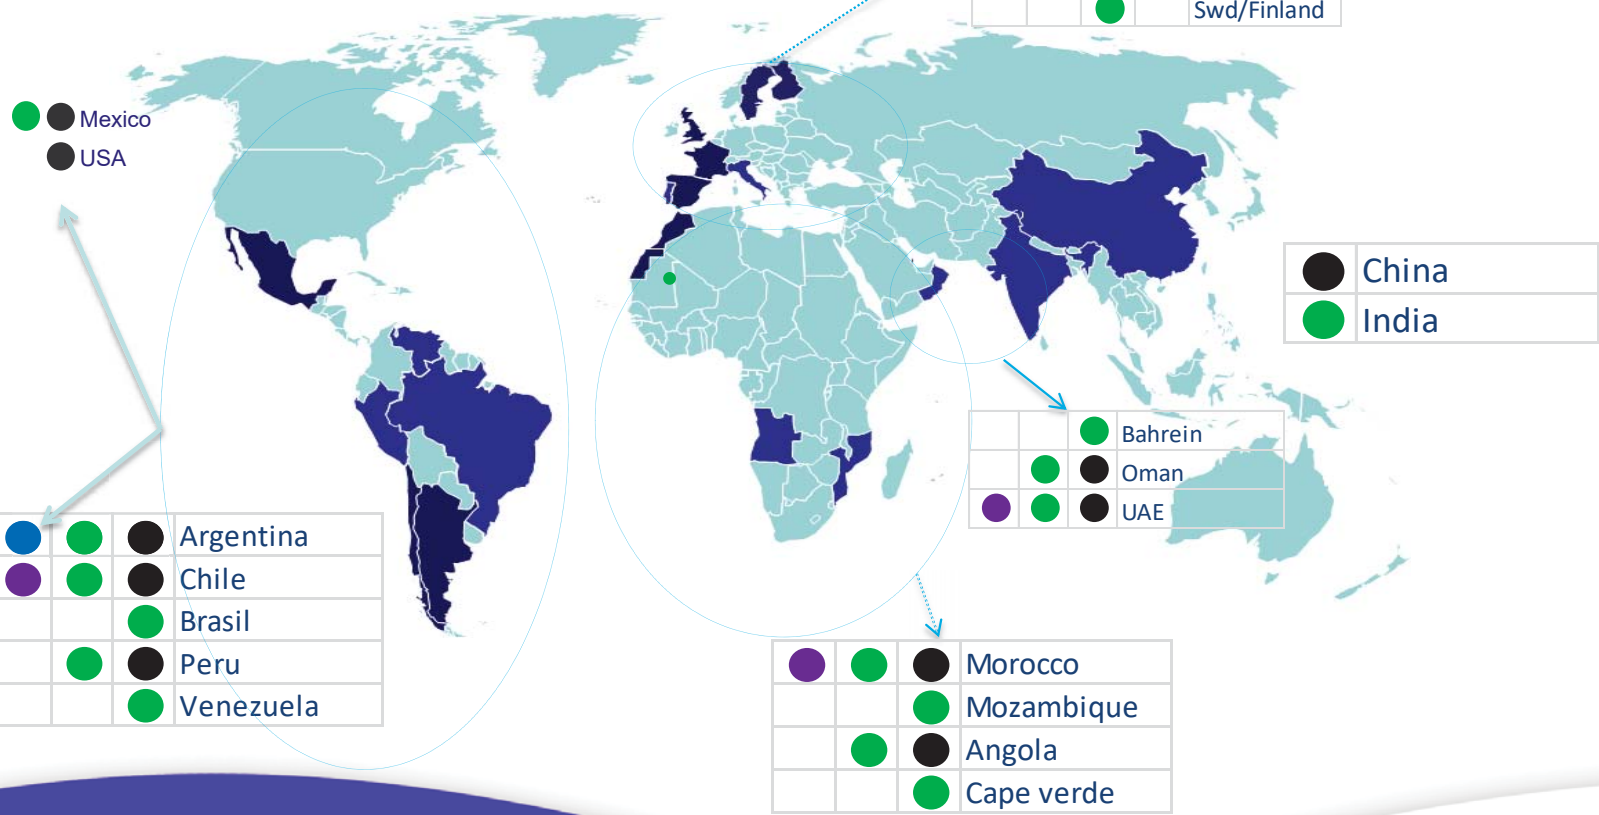 Swd/Finland
Mexico
USA
China
India
Bahrein
Oman
UAE
Argentina
Chile
Brasil
Peru
Venezuela
Morocco
Mozambique
Angola
Cape verde